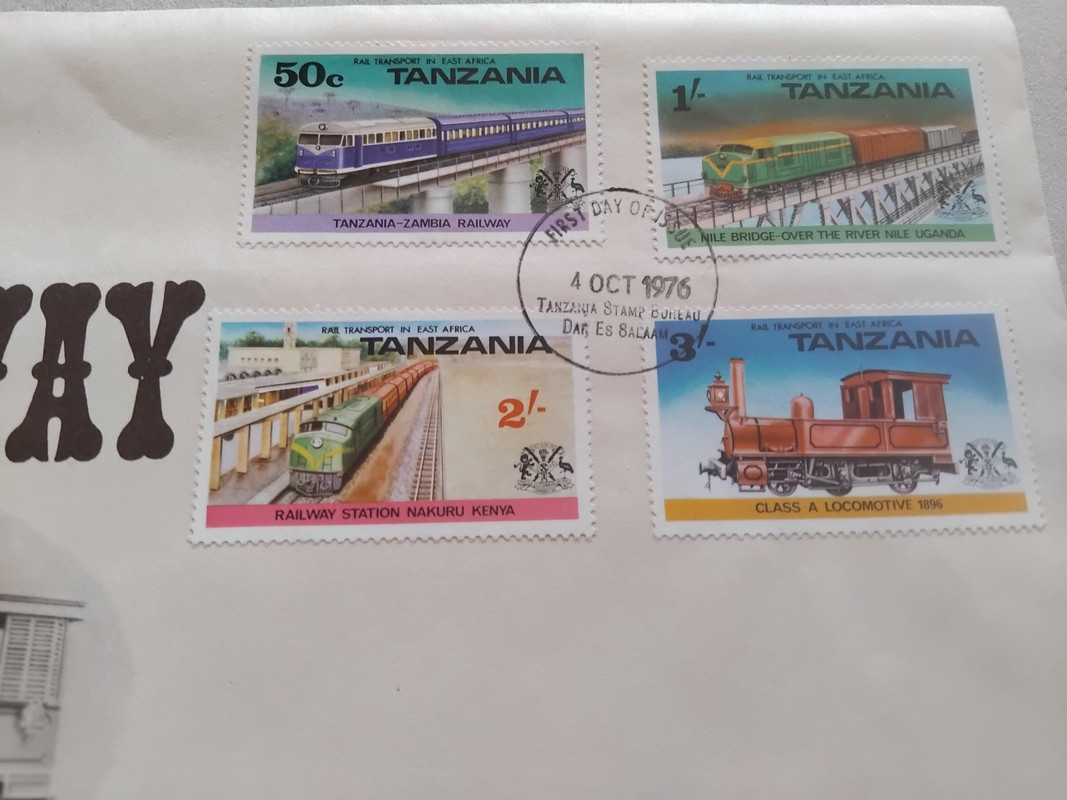 RAIL TRANSPORT IN EAST AFRICA
50c TANZANIA
TANZANIA-ZAMBIA RAILWAY
RAIL TRANSPORT IN EAST AFRICA
1/- TANZANIA
NILE BRIDGE-OVER THE RIVER NILE UGANDA
FIRST DAY OF ISSUE
4 OCT 1976
TANZANIA STAMP BUREAU
DAR ES SALAAM
WAY
RAIL TRANSPORT IN EAST AFRICA
TANZANIA
2/-
RAILWAY STATION NAKURU KENYA
RAIL TRANSPORT IN EAST AFRICA
3/- TANZANIA
CLASS A LOCOMOTIVE 1896